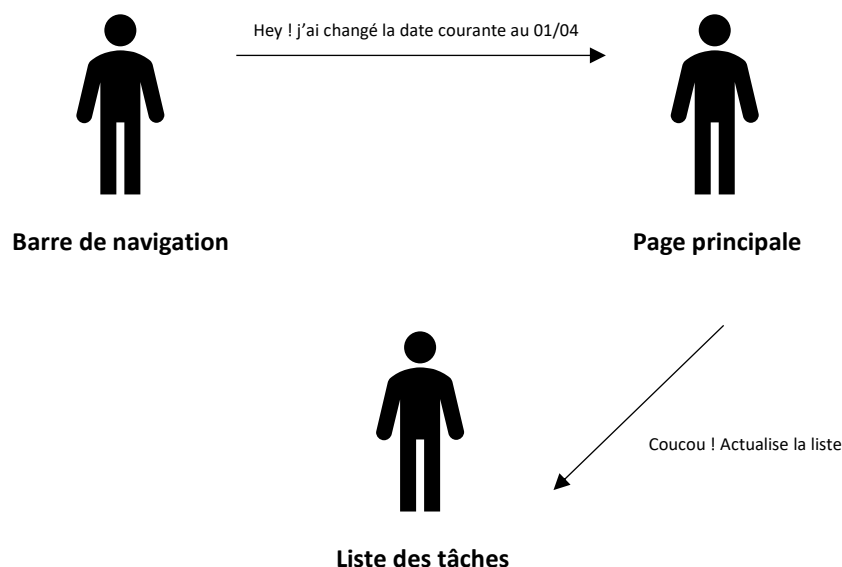 Hey ! j’ai changé la date courante au 01/04
Barre de navigation
Page principale
Coucou ! Actualise la liste
Liste des tâches